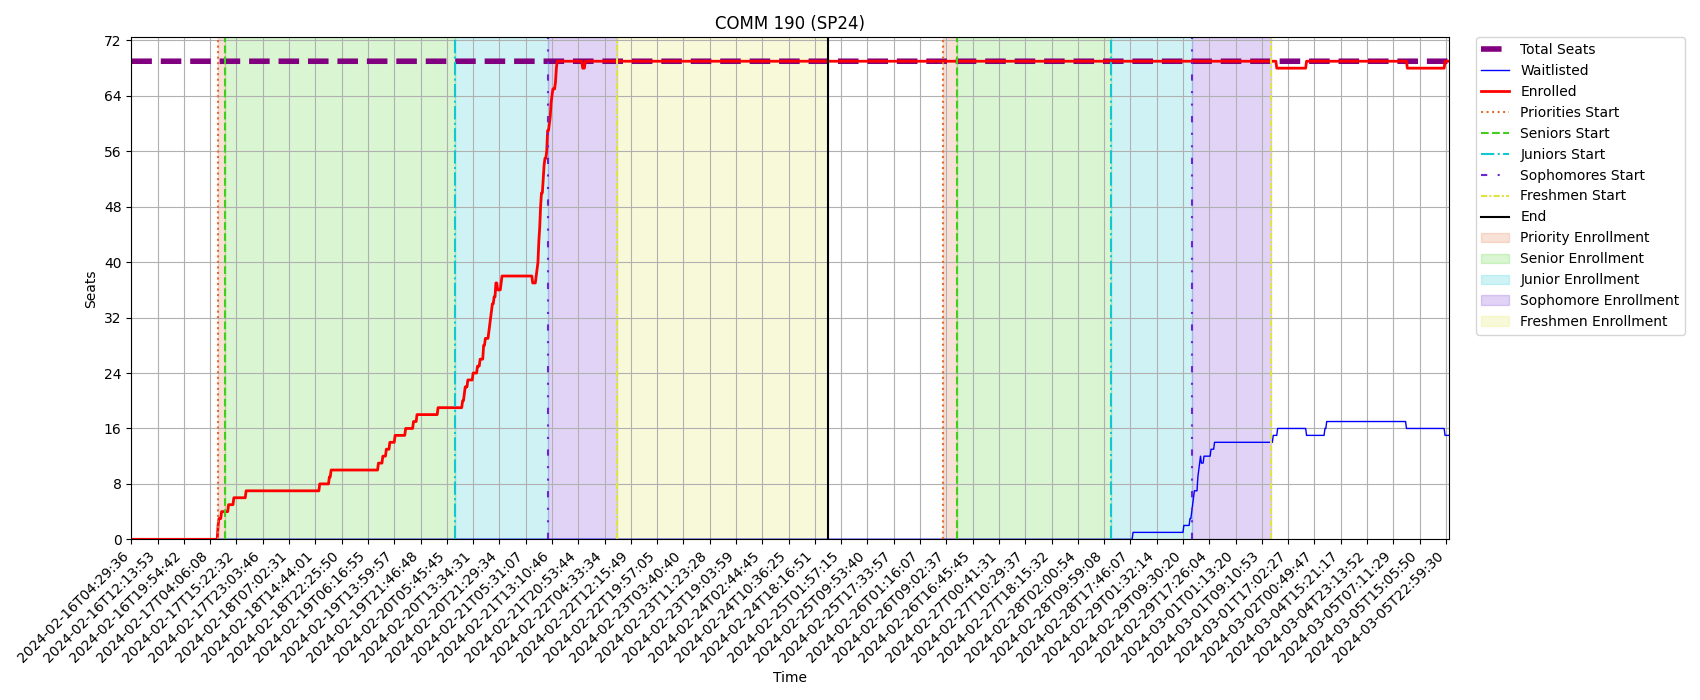 COMM 190 (SP24)
72
64
56
48
40
32
24
16
8
0
Seats
2024-02-16T04:29:36
2024-02-16T12:13:53
2024-02-16T19:54:42
2024-02-17T04:06:08
2024-02-17T15:22:32
2024-02-17T23:03:46
2024-02-18T07:02:31
2024-02-18T14:44:01
2024-02-18T22:25:50
2024-02-19T06:16:55
2024-02-19T13:59:57
2024-02-19T21:46:48
2024-02-20T05:45:45
2024-02-20T13:34:31
2024-02-20T21:29:34
2024-02-21T05:31:07
2024-02-21T13:10:46
2024-02-21T20:53:44
2024-02-22T04:33:34
2024-02-22T12:15:49
2024-02-22T19:57:05
2024-02-23T03:40:40
2024-02-23T11:23:28
2024-02-23T19:03:59
2024-02-24T02:44:45
2024-02-24T10:36:25
2024-02-24T18:16:51
2024-02-25T01:57:15
2024-02-25T09:53:40
2024-02-25T17:33:57
2024-02-26T01:16:07
2024-02-26T09:02:37
2024-02-26T16:45:45
2024-02-27T00:41:31
2024-02-27T10:29:37
2024-02-27T18:15:32
2024-02-28T02:00:54
2024-02-28T09:59:08
2024-02-28T17:46:07
2024-02-29T01:32:14
2024-02-29T09:30:20
2024-02-29T17:26:04
2024-03-01T01:13:20
2024-03-01T09:10:53
2024-03-01T17:02:27
2024-03-02T00:49:47
2024-03-04T15:21:17
2024-03-04T23:13:52
2024-03-05T07:11:29
2024-03-05T15:05:50
2024-03-05T22:59:30
Time
Total Seats
Waitlisted
Enrolled
Priorities Start
Seniors Start
Juniors Start
Sophomores Start
Freshmen Start
End
Priority Enrollment
Senior Enrollment
Junior Enrollment
Sophomore Enrollment
Freshmen Enrollment